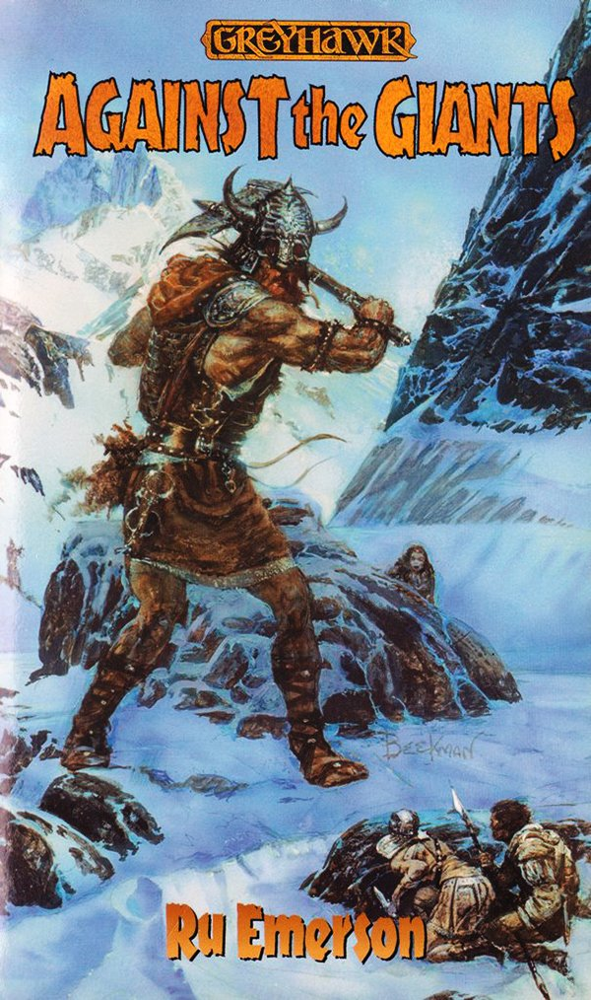 GREYHAWK
AGAINST the GIANTS
BEEKMAN
Ru Emerson